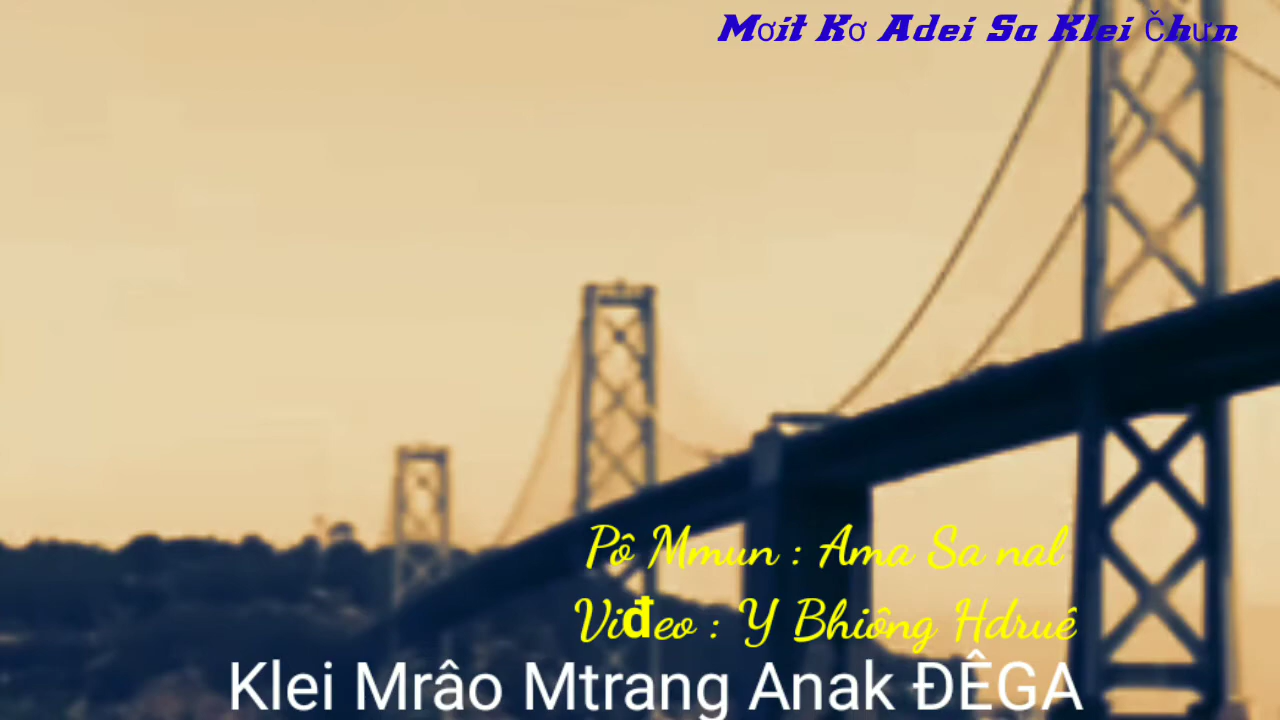 Mơit Kơ Adei Sa Klei Čhưn
Pô Mmun : Ama Sa nal
Viđeo : Y Bhiông Hdruê
Klei Mrâo Mtrang Anak ĐÊGA